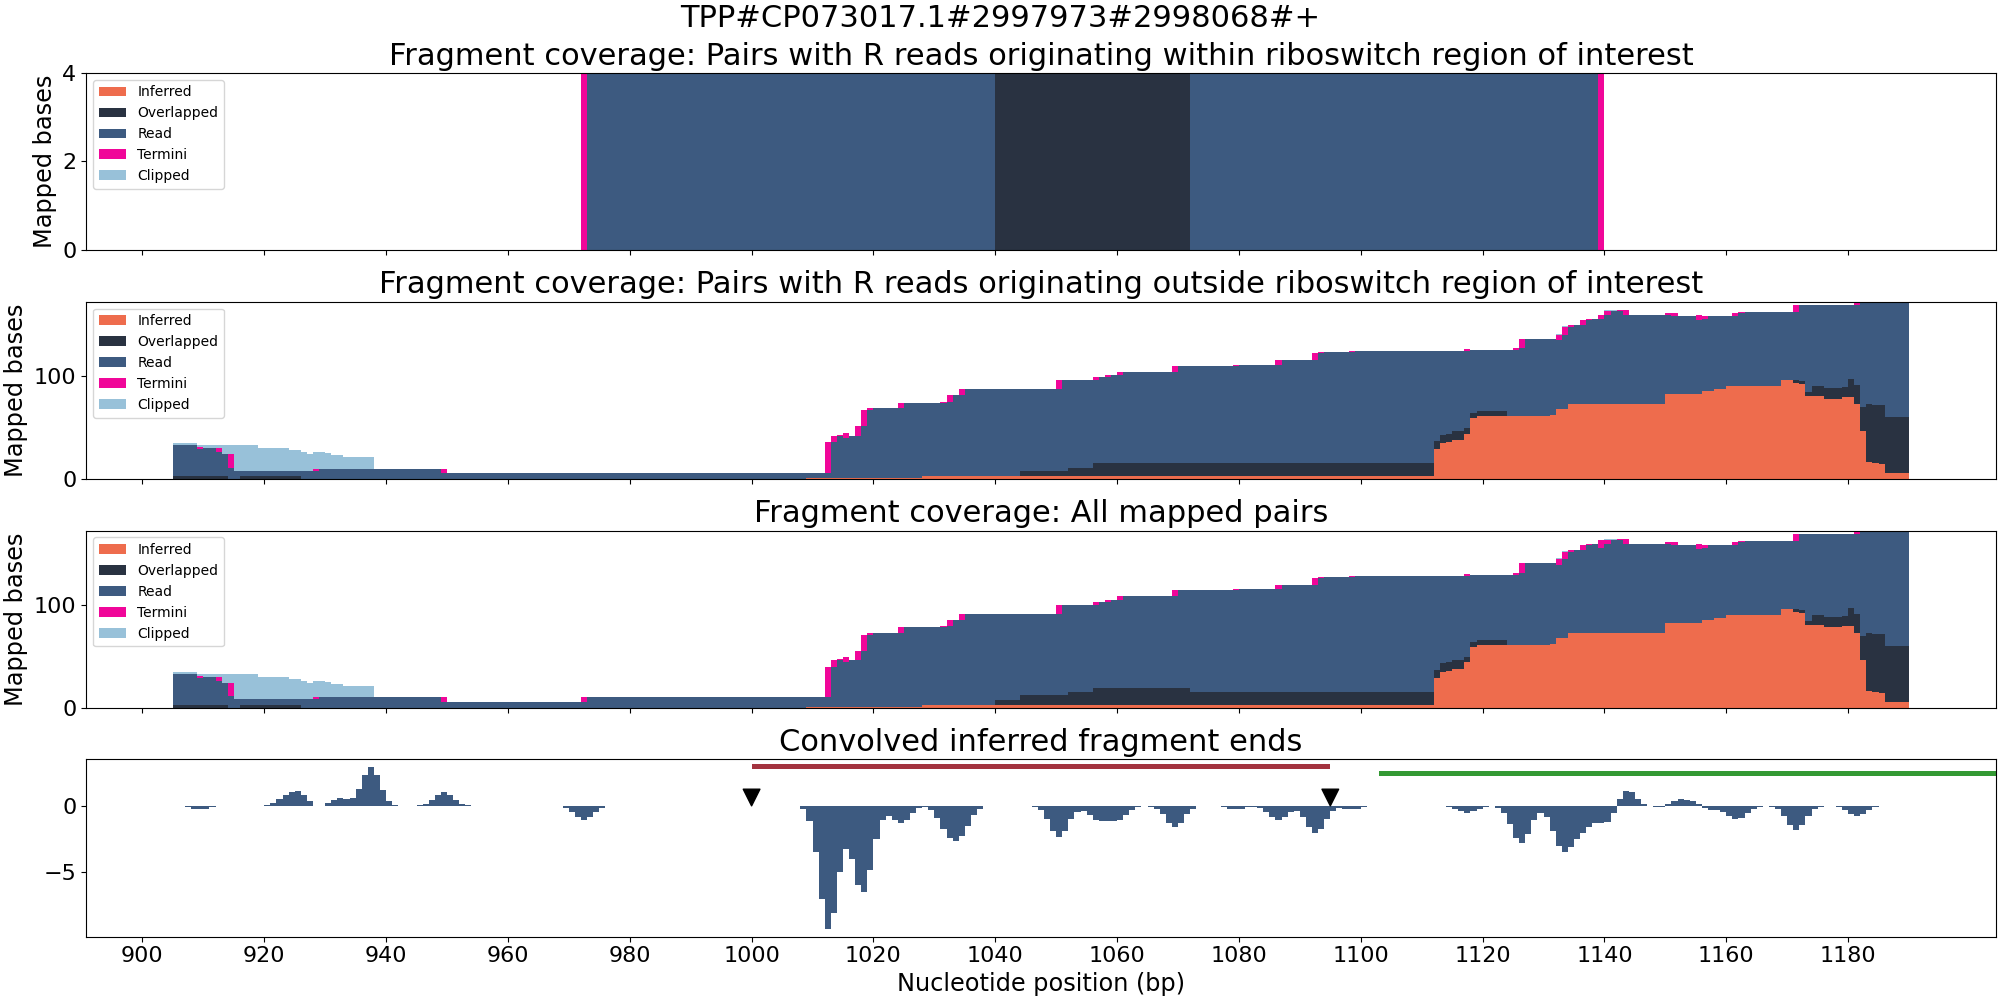 TPP#CP073017.1#2997973#2998068#+
Fragment coverage: Pairs with R reads originating within riboswitch region of interest
Mapped bases
4
2
0
Inferred
Overlapped
Read
Termini
Clipped
Fragment coverage: Pairs with R reads originating outside riboswitch region of interest
Mapped bases
100
0
Inferred
Overlapped
Read
Termini
Clipped
Fragment coverage: All mapped pairs
Mapped bases
100
0
Inferred
Overlapped
Read
Termini
Clipped
Convolved inferred fragment ends
0
−5
900 920 940 960 980 1000 1020 1040 1060 1080 1100 1120 1140 1160 1180
Nucleotide position (bp)